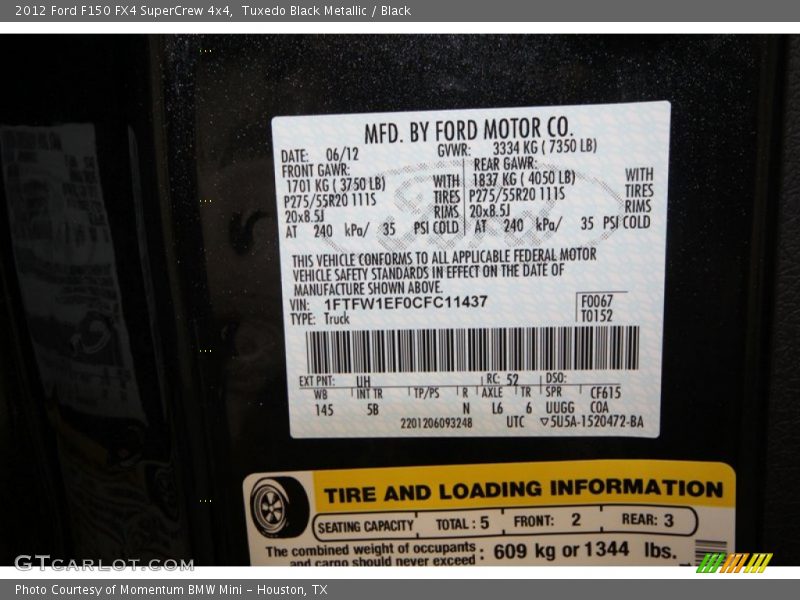 2012 Ford F150 FX4 SuperCrew 4x4, Tuxedo Black Metallic / Black
MFD. BY FORD MOTOR CO.
DATE: 06/12 GVWR: 3334 KG ( 7350 LB)
FRONT GAWR: REAR GAWR:
1701 KG ( 3750 LB) WITH 1837 KG ( 4050 LB) WITH
P275/55R20 111S TIRES P275/55R20 111S TIRES
20x8.5J RIMS 20x8.5J RIMS
AT 240 kPa/ 35 PSI COLD AT 240 kPa/ 35 PSI COLD
THIS VEHICLE CONFORMS TO ALL APPLICABLE FEDERAL MOTOR
VEHICLE SAFETY STANDARDS IN EFFECT ON THE DATE OF
MANUFACTURE SHOWN ABOVE.
VIN: 1FTFW1EF0CFC11437 F0067
TYPE: Truck T0152
EXT PNT: UH RC: 52 DSO:
WB INT TR TP/PS R AXLE TR SPR CF615
145 5B N L6 6 UUGG COA
2201206093248 UTC ▽5U5A-1520472-BA
TIRE AND LOADING INFORMATION
SEATING CAPACITY TOTAL : 5 FRONT: 2 REAR: 3
The combined weight of occupants : 609 kg or 1344 lbs.
and cargo should never exceed
GTCARLOT.COM
Photo Courtesy of Momentum BMW Mini – Houston, TX